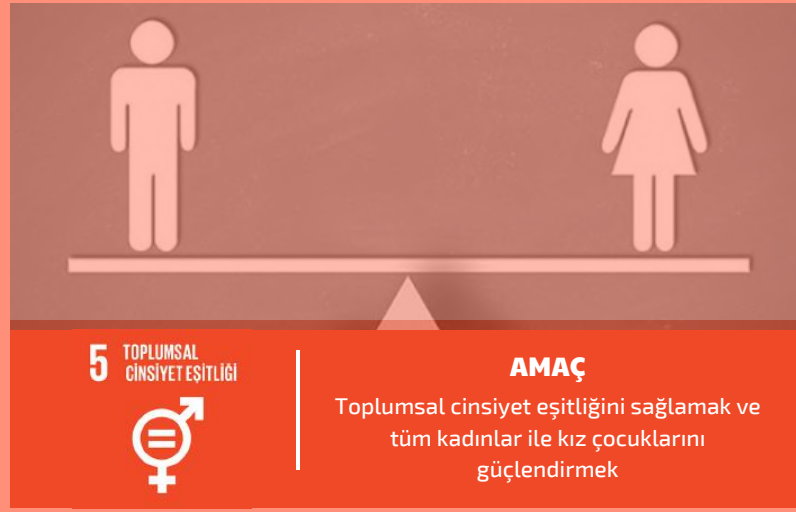 5 TOPLUMSAL
CİNSİYET EŞİTLİĞİ
AMAÇ
Toplumsal cinsiyet eşitliğini sağlamak ve
tüm kadınlar ile kız çocuklarını
güçlendirmek